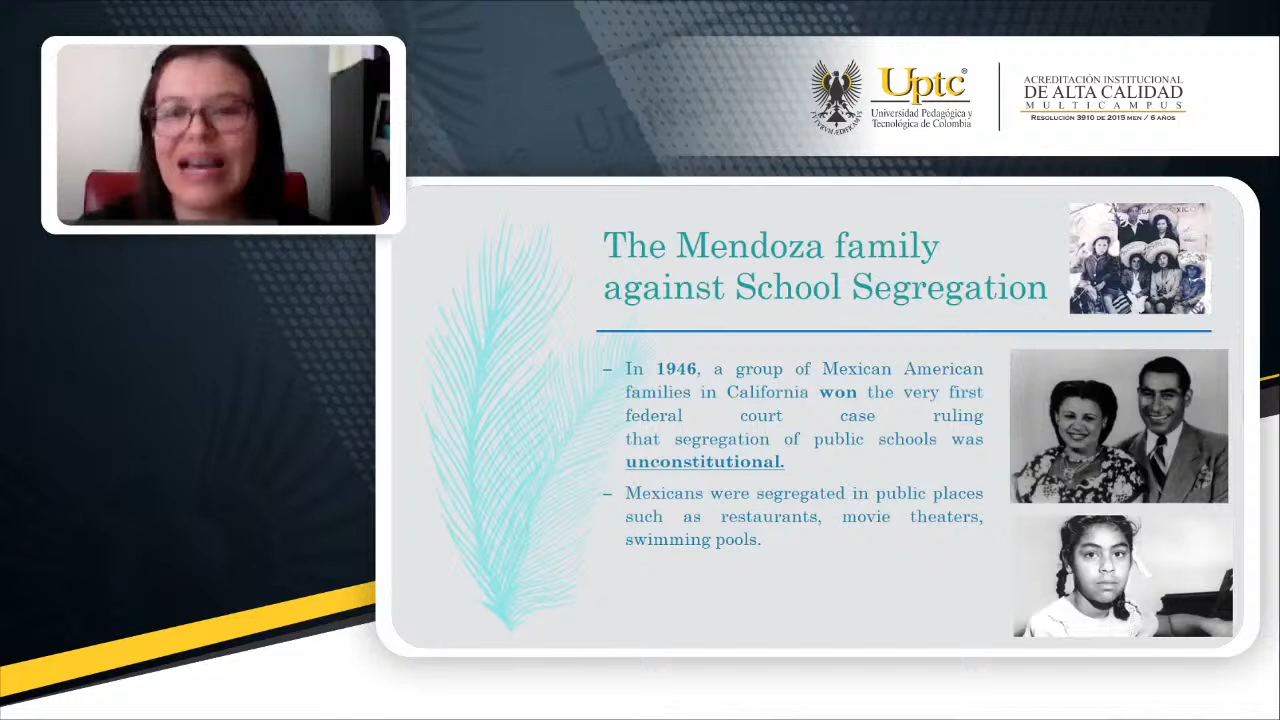 Uptc®
Universidad Pedagógica y
Tecnológica de Colombia
ACREDITACIÓN INSTITUCIONAL
DE ALTA CALIDAD
MULTICAMPUS
RESOLUCIÓN 3910 DE 2015 MEN / 6 AÑOS
The Mendoza family
against School Segregation
– In 1946, a group of Mexican American
families in California won the very first
federal court case ruling
that segregation of public schools was
unconstitutional.
– Mexicans were segregated in public places
such as restaurants, movie theaters,
swimming pools.